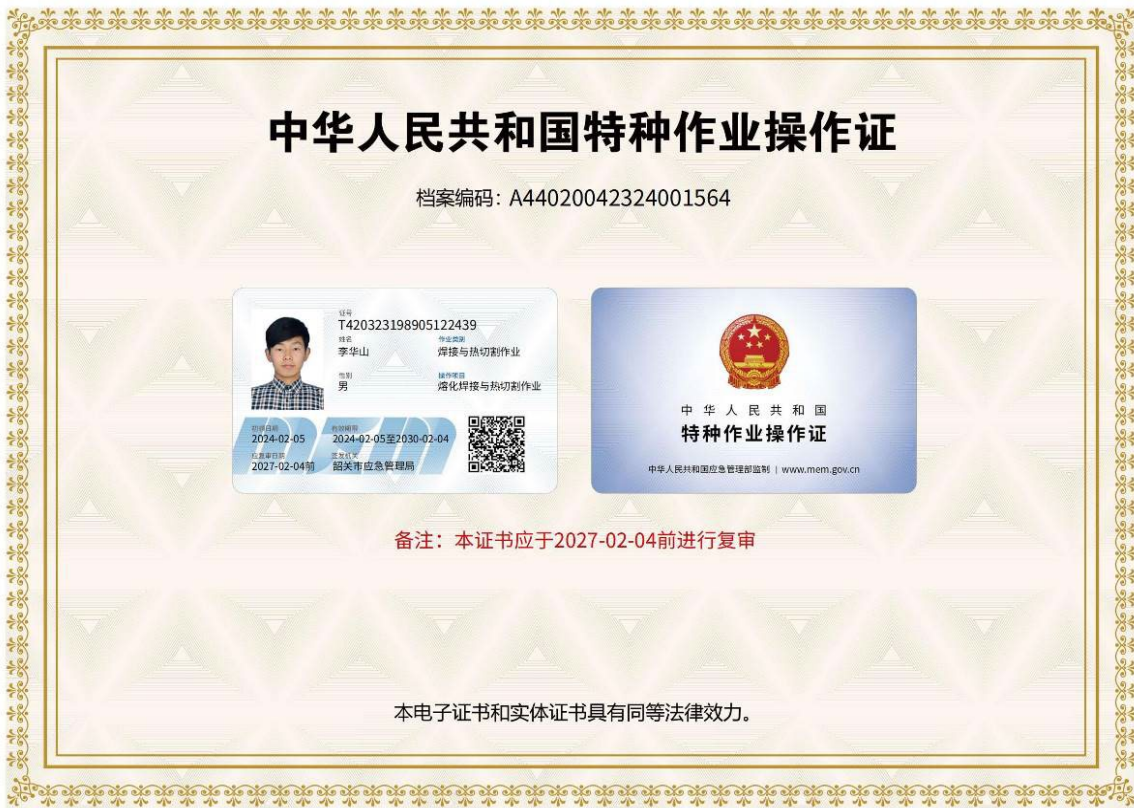 中华人民共和国特种作业操作证
档案编码：A44020042324001564
证号
T420323198905122439
姓名 作业类别
李华山 焊接与热切割作业
性别 操作项目
男 熔化焊接与热切割作业
初领日期 有效期限
2024-02-05 2024-02-05至2030-02-04
应复审日期 签发机关
2027-02-04前 韶关市应急管理局
中华人民共和国
特种作业操作证
中华人民共和国应急管理部监制 | www.mem.gov.cn
备注：本证书应于2027-02-04前进行复审
本电子证书和实体证书具有同等法律效力。